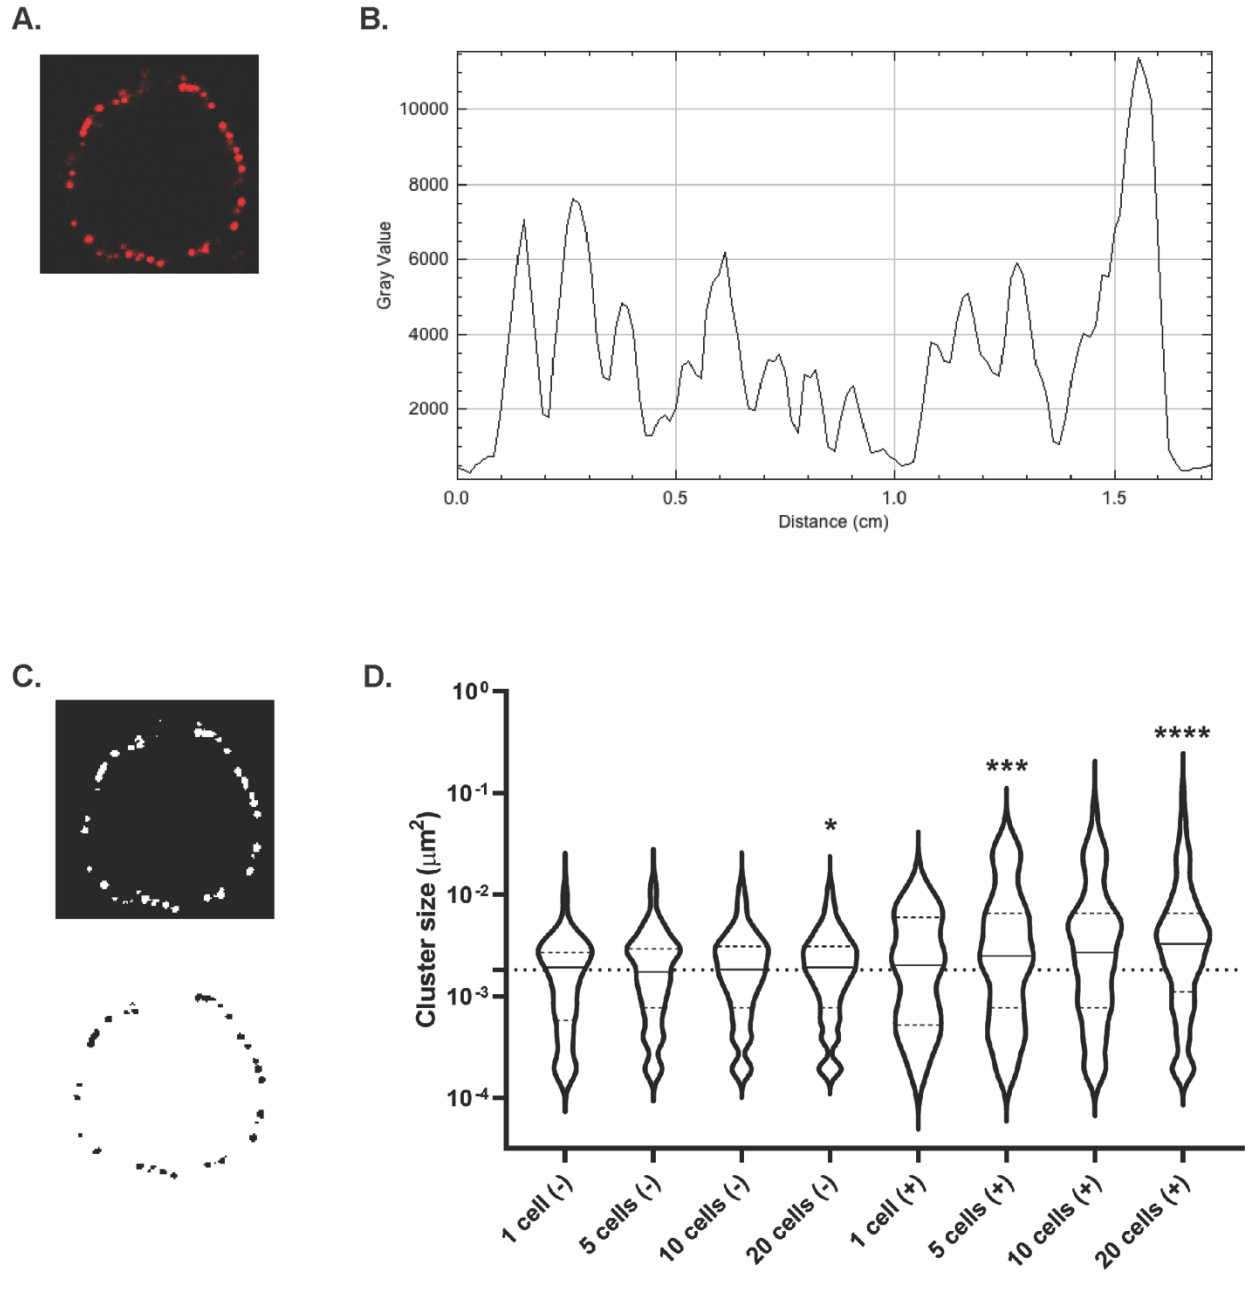 A.
B.
10000
8000
6000
4000
2000
Gray Value
0.0 0.5 1.0 1.5
Distance (cm)
C.
D.
10⁰
10⁻¹
10⁻²
10⁻³
10⁻⁴
Cluster size (μm²)
*
***
****
1 cell (-)
5 cells (-)
10 cells (-)
20 cells (-)
1 cell (+)
5 cells (+)
10 cells (+)
20 cells (+)